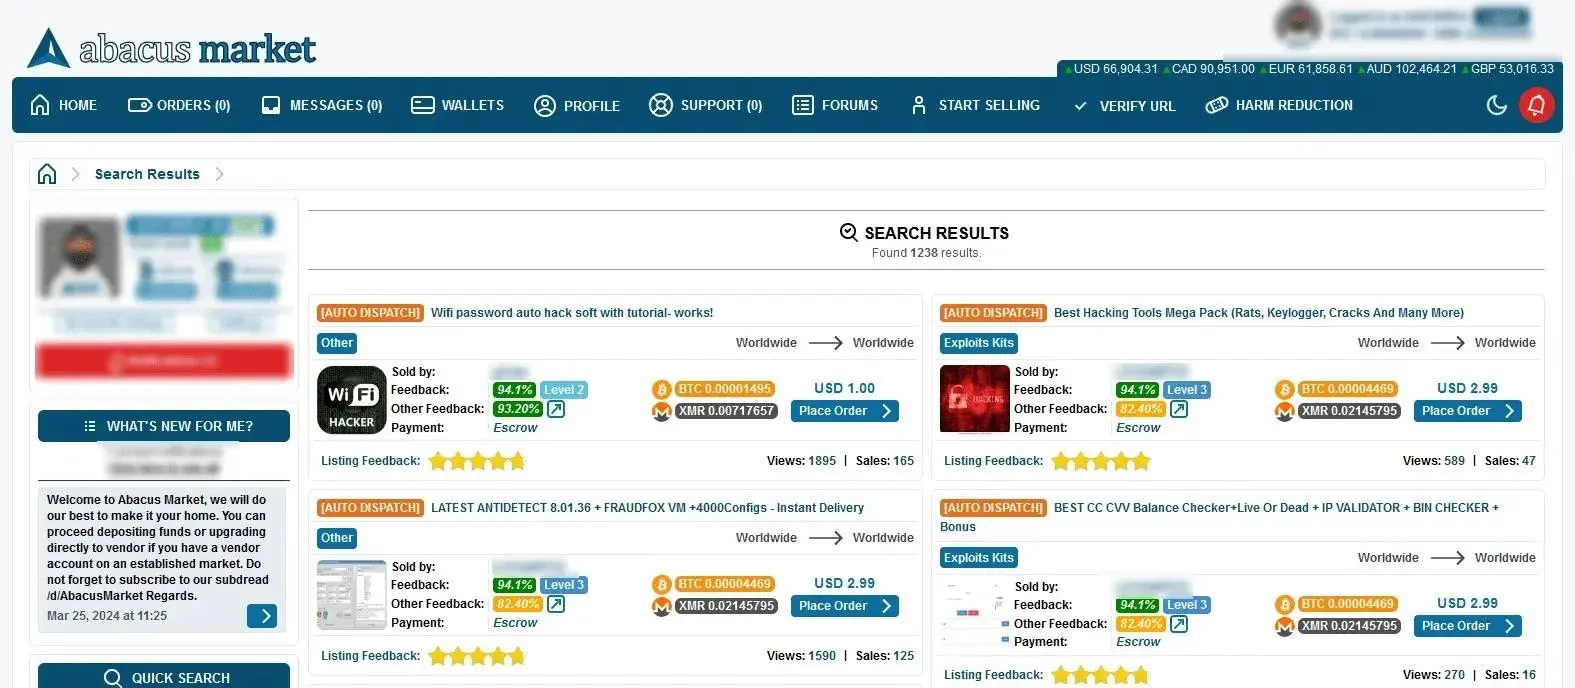 abacus market
USD 66,904.31 CAD 90,951.00 EUR 61,858.61 AUD 102,464.21 GBP 53,016.33
HOME ORDERS (0) MESSAGES (0) WALLETS PROFILE SUPPORT (0) FORUMS START SELLING VERIFY URL HARM REDUCTION
Search Results
SEARCH RESULTS
Found 1238 results.
[AUTO DISPATCH] Wifi password auto hack soft with tutorial- works!
Other Worldwide Worldwide
WiFi
HACKER
Sold by:
Feedback: 94.1% Level 2
Other Feedback: 93.20%
Payment: Escrow
BTC 0.00001495 USD 1.00
XMR 0.00717657 Place Order
Listing Feedback: Views: 1895 | Sales: 165
[AUTO DISPATCH] Best Hacking Tools Mega Pack (Rats, Keylogger, Cracks And Many More)
Exploits Kits Worldwide Worldwide
HACKING
Sold by:
Feedback: 94.1% Level 3
Other Feedback: 82.40%
Payment: Escrow
BTC 0.00004469 USD 2.99
XMR 0.02145795 Place Order
Listing Feedback: Views: 589 | Sales: 47
WHAT'S NEW FOR ME?
Welcome to Abacus Market, we will do
our best to make it your home. You can
proceed depositing funds or upgrading
directly to vendor if you have a vendor
account on an established market. Do
not forget to subscribe to our subdread
/d/AbacusMarket Regards.
Mar 25, 2024 at 11:25
QUICK SEARCH
[AUTO DISPATCH] LATEST ANTIDETECT 8.01.36 + FRAUDFOX VM +4000Configs - Instant Delivery
Other Worldwide Worldwide
Sold by:
Feedback: 94.1% Level 3
Other Feedback: 82.40%
Payment: Escrow
BTC 0.00004469 USD 2.99
XMR 0.02145795 Place Order
Listing Feedback: Views: 1590 | Sales: 125
[AUTO DISPATCH] BEST CC CVV Balance Checker+Live Or Dead + IP VALIDATOR + BIN CHECKER +
Bonus
Exploits Kits Worldwide Worldwide
Sold by:
Feedback: 94.1% Level 3
Other Feedback: 82.40%
Payment: Escrow
BTC 0.00004469 USD 2.99
XMR 0.02145795 Place Order
Listing Feedback: Views: 270 | Sales: 16